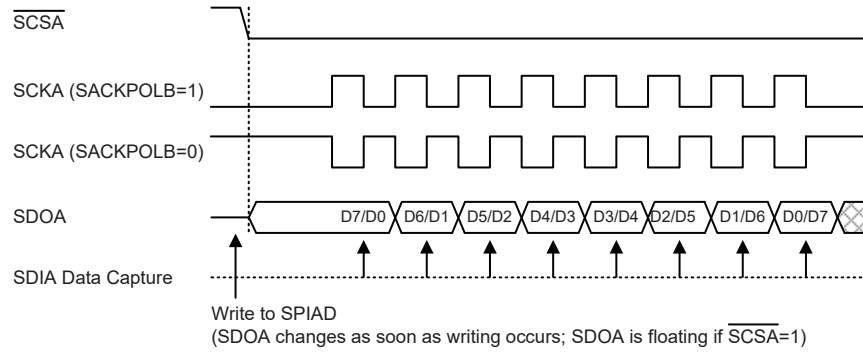 SCSA
SCKA (SACKPOLB=1)
SCKA (SACKPOLB=0)
SDOA D7/D0 D6/D1 D5/D2 D4/D3 D3/D4 D2/D5 D1/D6 D0/D7
SDIA Data Capture
Write to SPIAD
(SDOA changes as soon as writing occurs; SDOA is floating if SCSA=1)